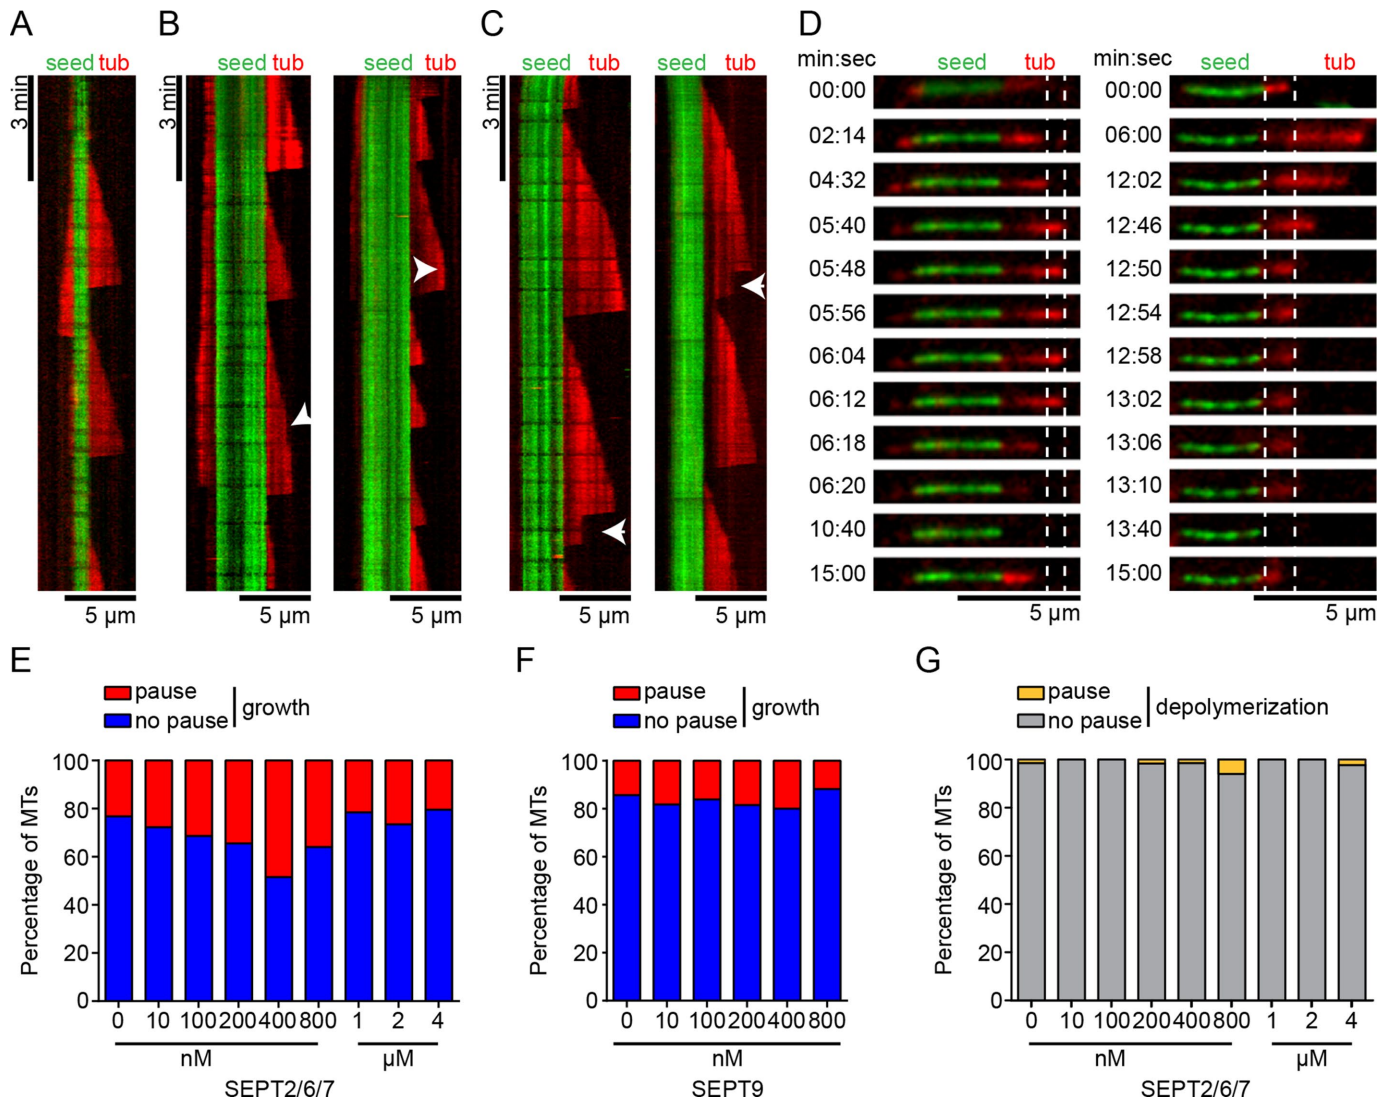 A
B
C
D
seed tub
seed tub
seed tub
seed tub
seed tub
min:sec seed tub
min:sec seed tub
3 min
3 min
3 min
00:00
02:14
04:32
05:40
05:48
05:56
06:04
06:12
06:18
06:20
10:40
15:00
00:00
06:00
12:02
12:46
12:50
12:54
12:58
13:02
13:06
13:10
13:40
15:00
5 µm
5 µm
5 µm
5 µm
5 µm
5 µm
5 µm
E
pause
no pause
growth
Percentage of MTs
100
80
60
40
20
0
0 10 100 200 400 800 1 2 4
nM µM
SEPT2/6/7
F
pause
no pause
growth
Percentage of MTs
100
80
60
40
20
0
0 10 100 200 400 800
nM
SEPT9
G
pause
no pause
depolymerization
Percentage of MTs
100
80
60
40
20
0
0 10 100 200 400 800 1 2 4
nM µM
SEPT2/6/7